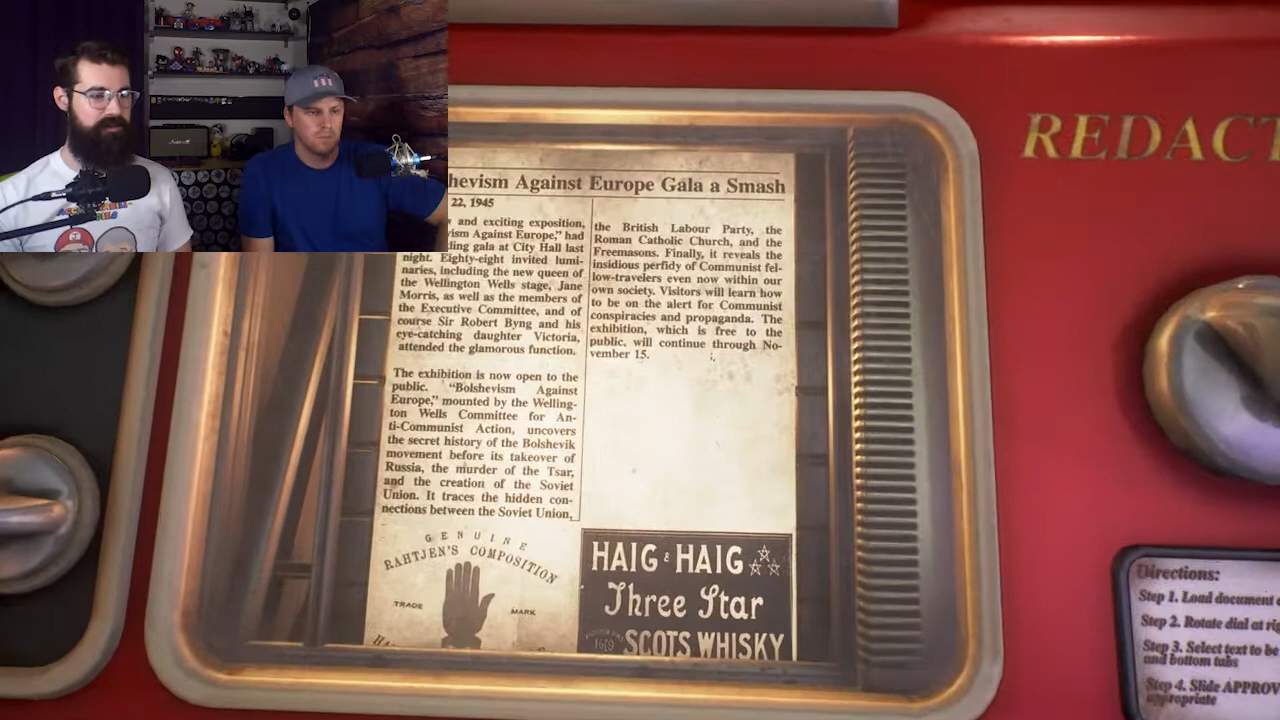 REDACT
hevism Against Europe Gala a Smash
22, 1945
and exciting exposition,
vism Against Europe," had
ding gala at City Hall last
night. Eighty-eight invited lumi-
naries, including the new queen of
the Wellington Wells stage, Jane
Morris, as well as the members of
the Executive Committee, and of
course Sir Robert Byng and his
eye-catching daughter Victoria,
attended the glamorous function.
The exhibition is now open to the
public. "Bolshevism Against
Europe," mounted by the Welling-
ton Wells Committee for An-
ti-Communist Action, uncovers
the secret history of the Bolshevik
movement before its takeover of
Russia, the murder of the Tsar,
and the creation of the Soviet
Union. It traces the hidden con-
nections between the Soviet Union,
the British Labour Party, the
Roman Catholic Church, and the
Freemasons. Finally, it reveals the
insidious perfidy of Communist fel-
low-travelers even now within our
own society. Visitors will learn how
to be on the alert for Communist
conspiracies and propaganda. The
exhibition, which is free to the
public, will continue through No-
vember 15.
GENUINE
RAHTJEN'S COMPOSITION
TRADE MARK
HAIG & HAIG
Three Star
SCOTS WHISKY
Directions:
Step 1. Load document
Step 2. Rotate dial at
Step 3. Select text to be
and bottom tabs
Step 4. Slide APPROV
appropriate